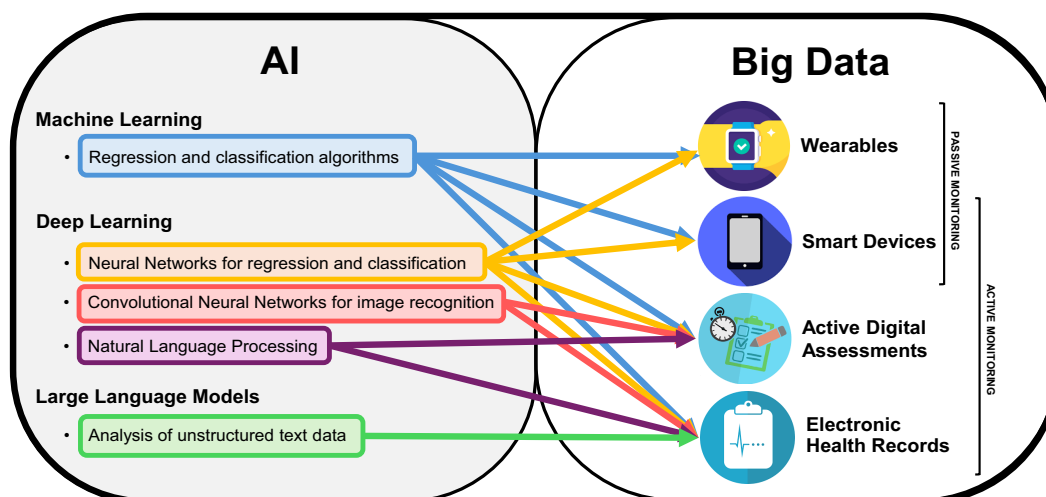 AI
Big Data
Machine Learning
• Regression and classification algorithms
Deep Learning
• Neural Networks for regression and classification
• Convolutional Neural Networks for image recognition
• Natural Language Processing
Large Language Models
• Analysis of unstructured text data
Wearables
Smart Devices
Active Digital
Assessments
Electronic
Health Records
PASSIVE MONITORING
ACTIVE MONITORING